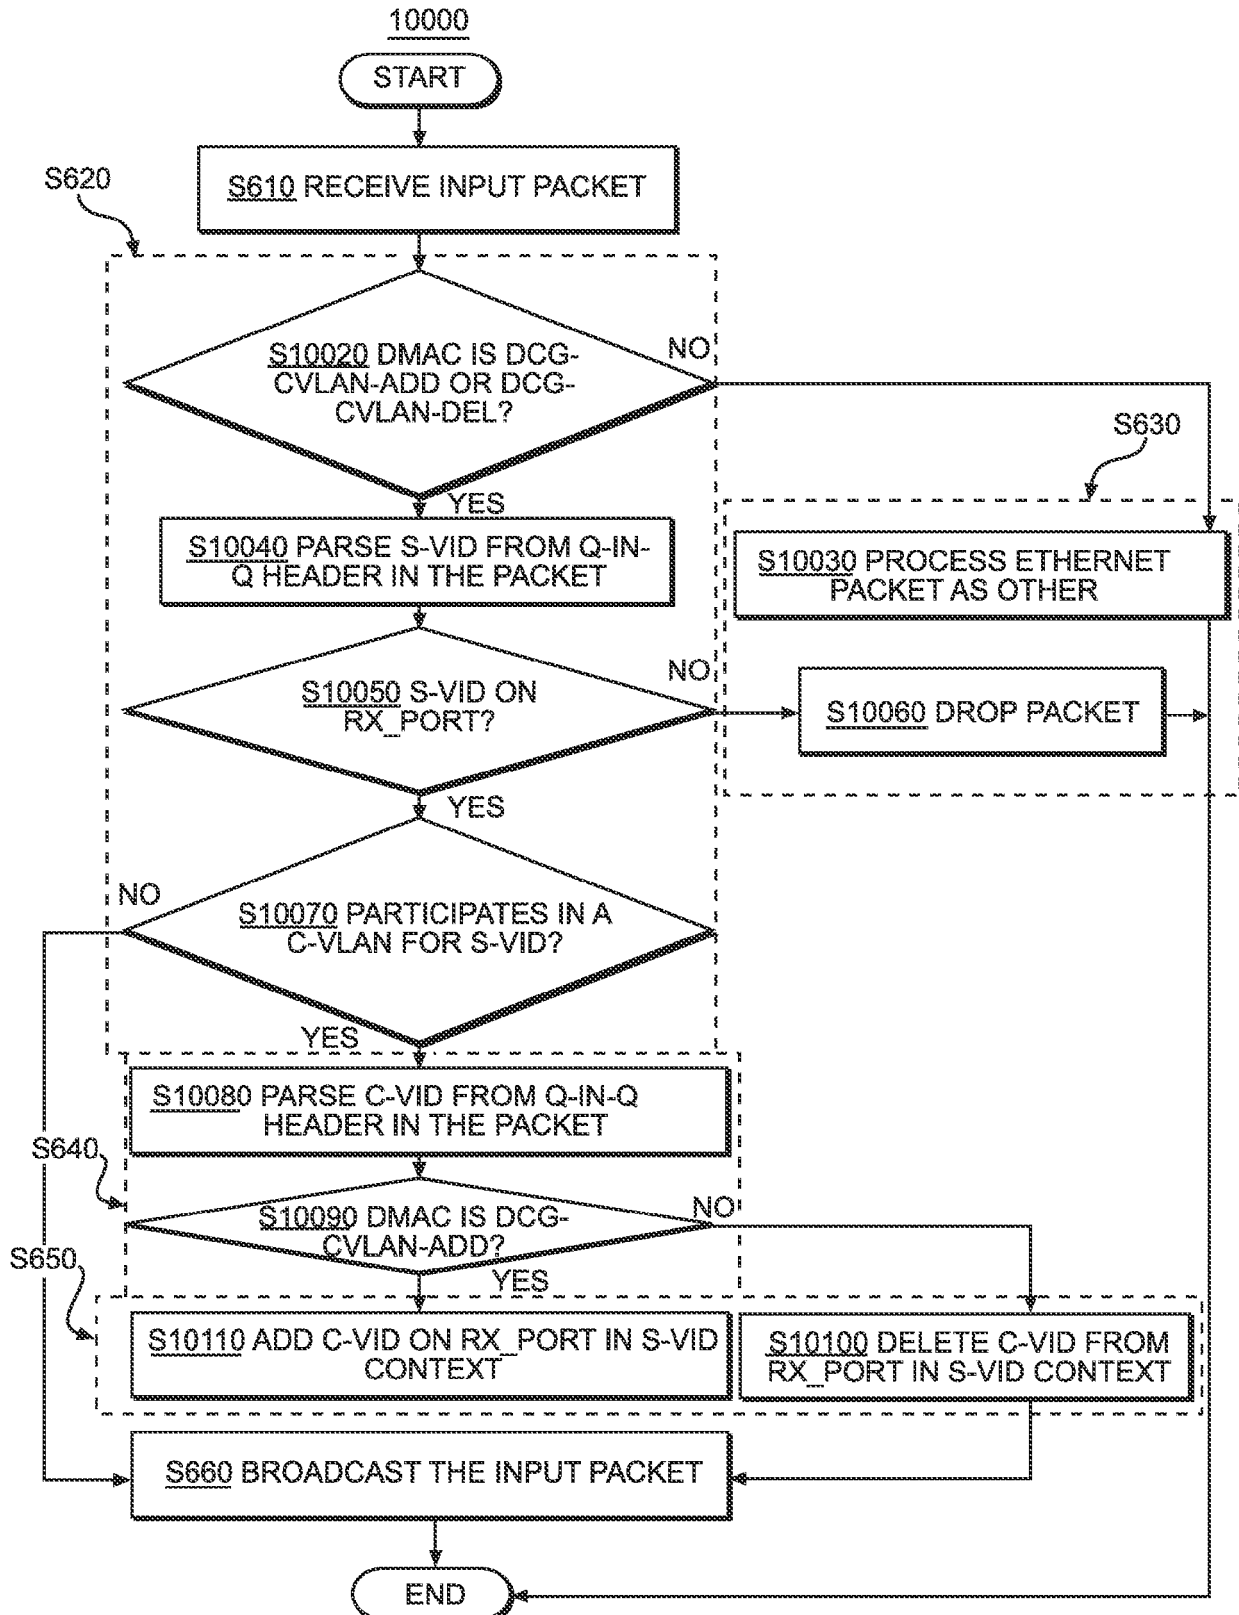 10000
START
S610 RECEIVE INPUT PACKET
S620
S10020 DMAC IS DCG-
CVLAN-ADD OR DCG-
CVLAN-DEL?
NO
YES
S630
S10040 PARSE S-VID FROM Q-IN-
Q HEADER IN THE PACKET
S10030 PROCESS ETHERNET
PACKET AS OTHER
S10050 S-VID ON
RX_PORT?
NO
S10060 DROP PACKET
YES
NO
S10070 PARTICIPATES IN A
C-VLAN FOR S-VID?
YES
S10080 PARSE C-VID FROM Q-IN-Q
HEADER IN THE PACKET
S640
S10090 DMAC IS DCG-
CVLAN-ADD?
NO
S650
YES
S10110 ADD C-VID ON RX_PORT IN S-VID
CONTEXT
S10100 DELETE C-VID FROM
RX_PORT IN S-VID CONTEXT
S660 BROADCAST THE INPUT PACKET
END